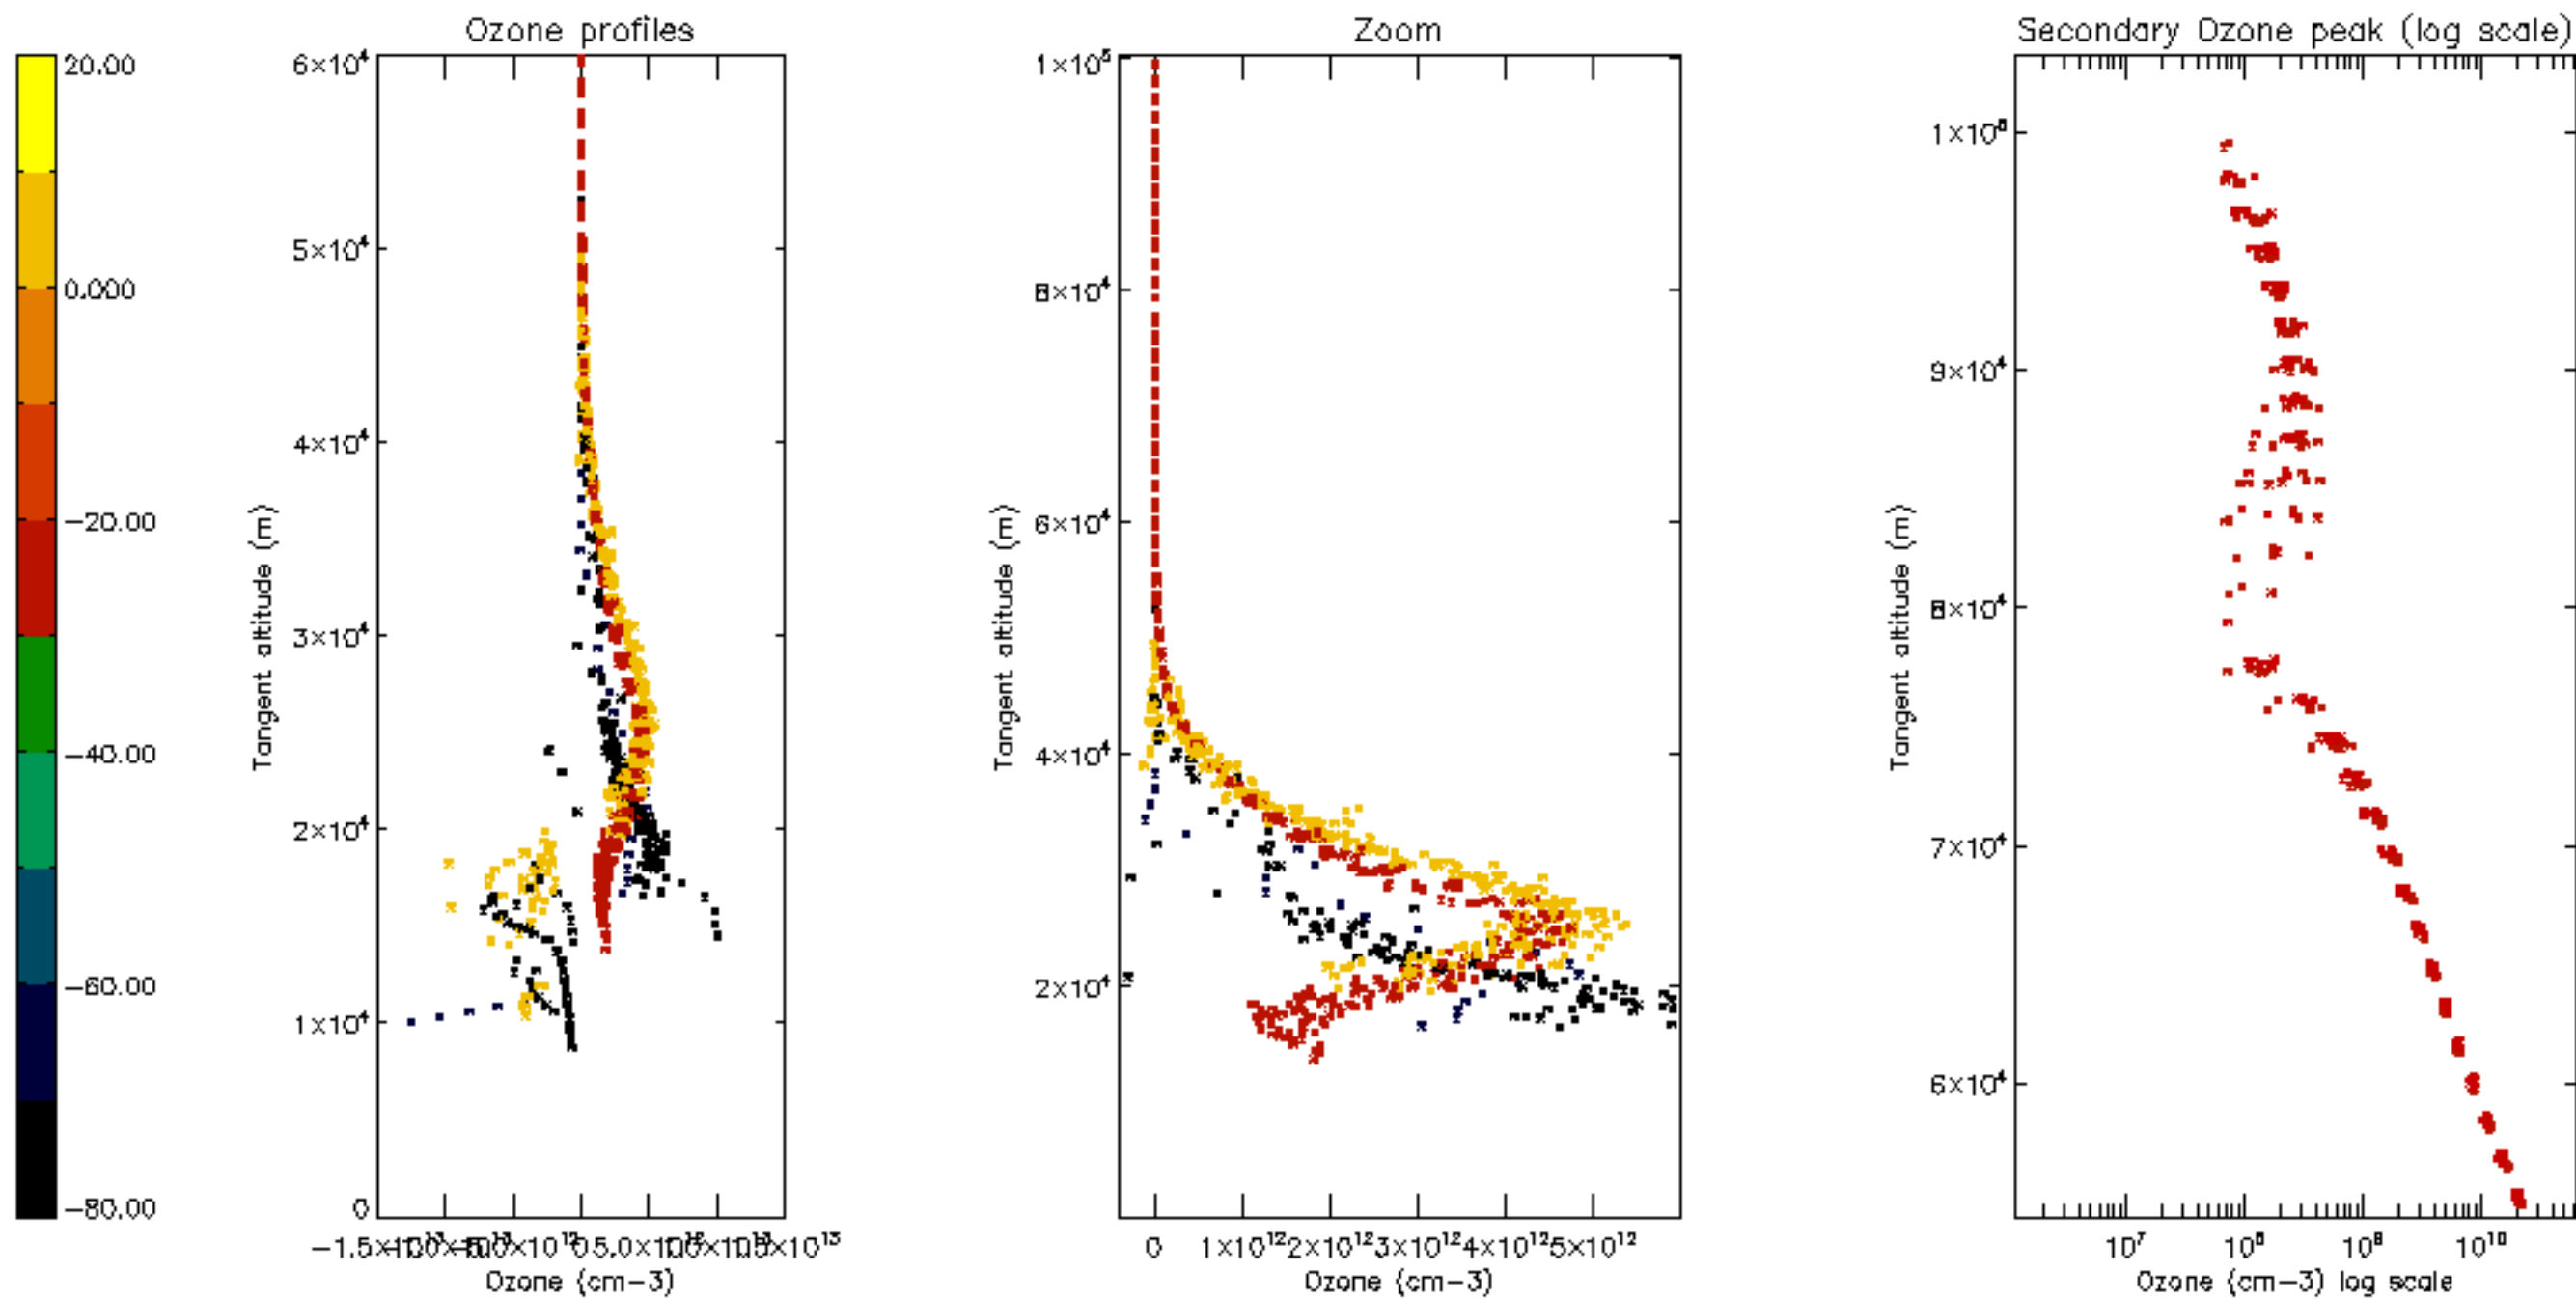 Ozone profiles
Zoom
Secondary Ozone peak (log scale)
20.00
0.000
−20.00
−40.00
−60.00
−80.00
6×10⁴
5×10⁴
4×10⁴
3×10⁴
2×10⁴
1×10⁴
0
Tangent altitude (m)
5.0×10¹²
Ozone (cm−3)
1×10⁵
8×10⁴
6×10⁴
4×10⁴
2×10⁴
Tangent altitude (m)
0 1×10¹² 2×10¹² 3×10¹² 4×10¹² 5×10¹²
Ozone (cm−3)
1×10⁵
9×10⁴
8×10⁴
7×10⁴
6×10⁴
Tangent altitude (m)
10⁷ 10⁸ 10⁹ 10¹⁰
Ozone (cm−3) log scale